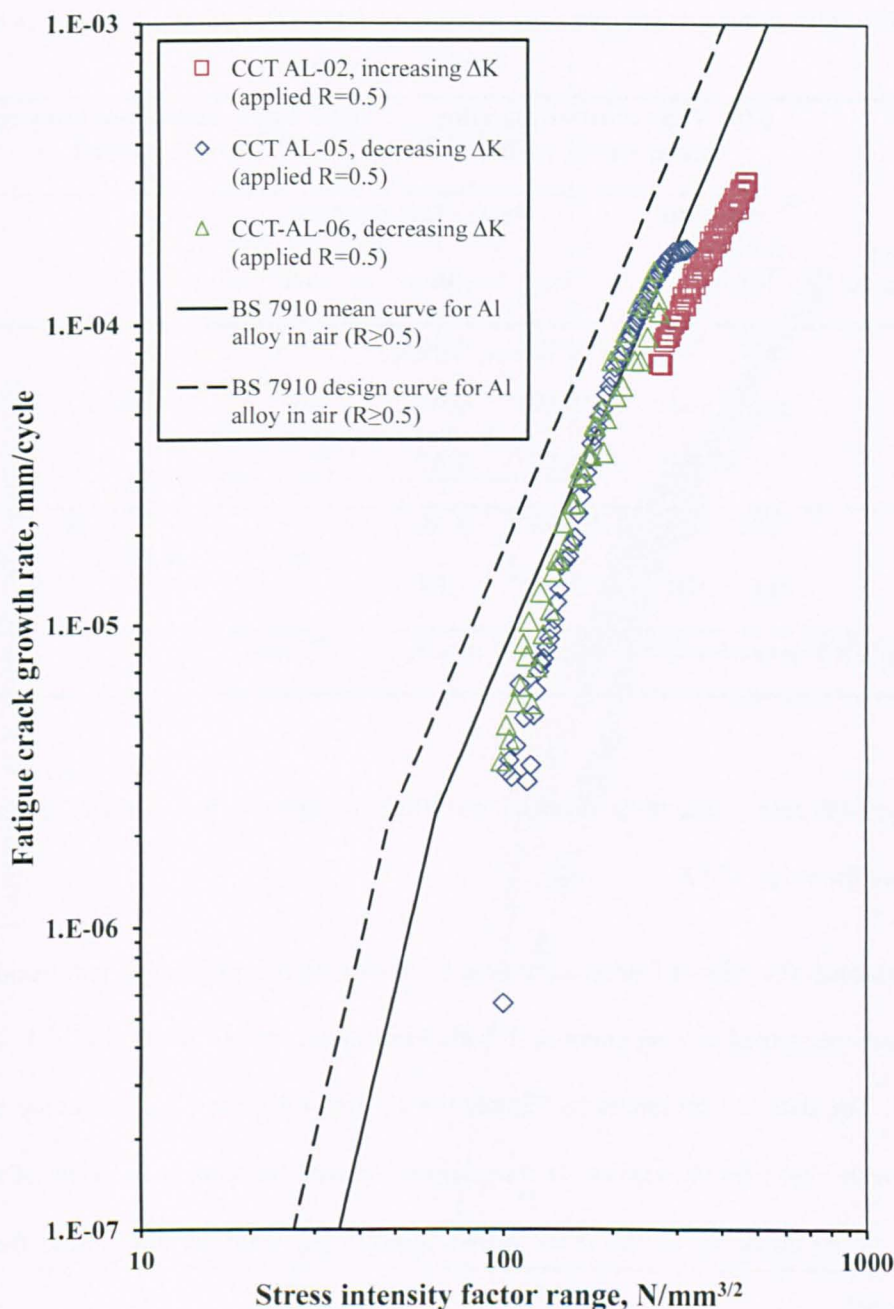 1.E-03
CCT AL-02, increasing ΔK
(applied R=0.5)
CCT AL-05, decreasing ΔK
(applied R=0.5)
CCT-AL-06, decreasing ΔK
(applied R=0.5)
BS 7910 mean curve for Al
alloy in air (R≥0.5)
BS 7910 design curve for Al
alloy in air (R≥0.5)
1.E-04
1.E-05
1.E-06
1.E-07
Fatigue crack growth rate, mm/cycle
10
100
1000
Stress intensity factor range, N/mm^{3/2}